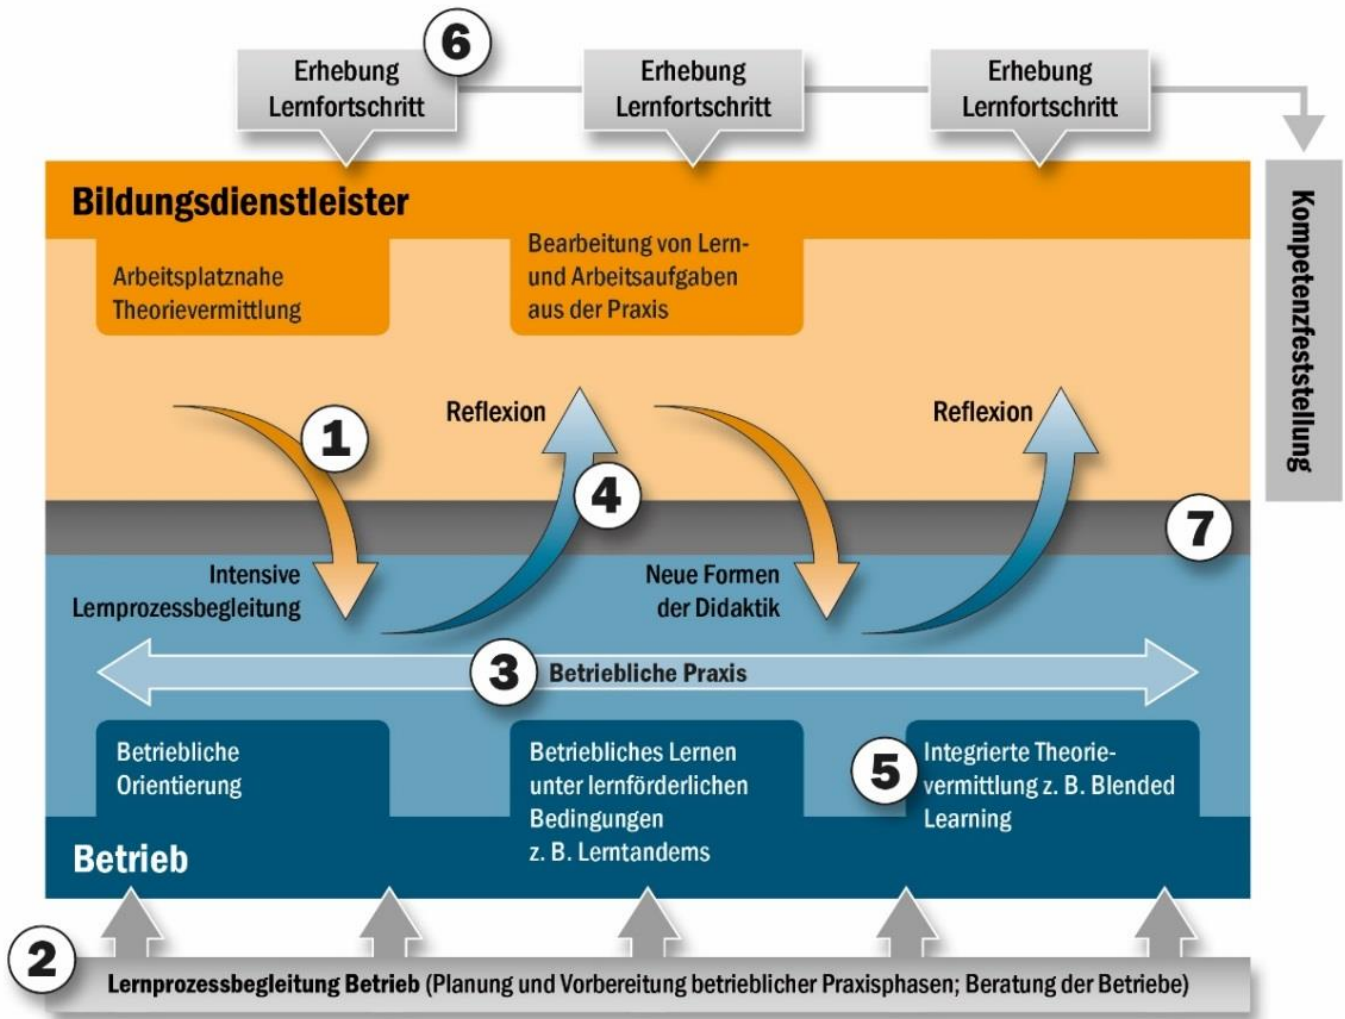 6
Erhebung
Lernfortschritt
Erhebung
Lernfortschritt
Erhebung
Lernfortschritt
Bildungsdienstleister
Arbeitsplatznahe
Theorievermittlung
Bearbeitung von Lern-
und Arbeitsaufgaben
aus der Praxis
Kompetenzfeststellung
1
Reflexion
4
Reflexion
7
Intensive
Lernprozessbegleitung
Neue Formen
der Didaktik
3
Betriebliche Praxis
Betriebliche
Orientierung
Betriebliches Lernen
unter lernförderlichen
Bedingungen
z. B. Lerntandems
5
Integrierte Theorie-
vermittlung z. B. Blended
Learning
Betrieb
2
Lernprozessbegleitung Betrieb (Planung und Vorbereitung betrieblicher Praxisphasen; Beratung der Betriebe)